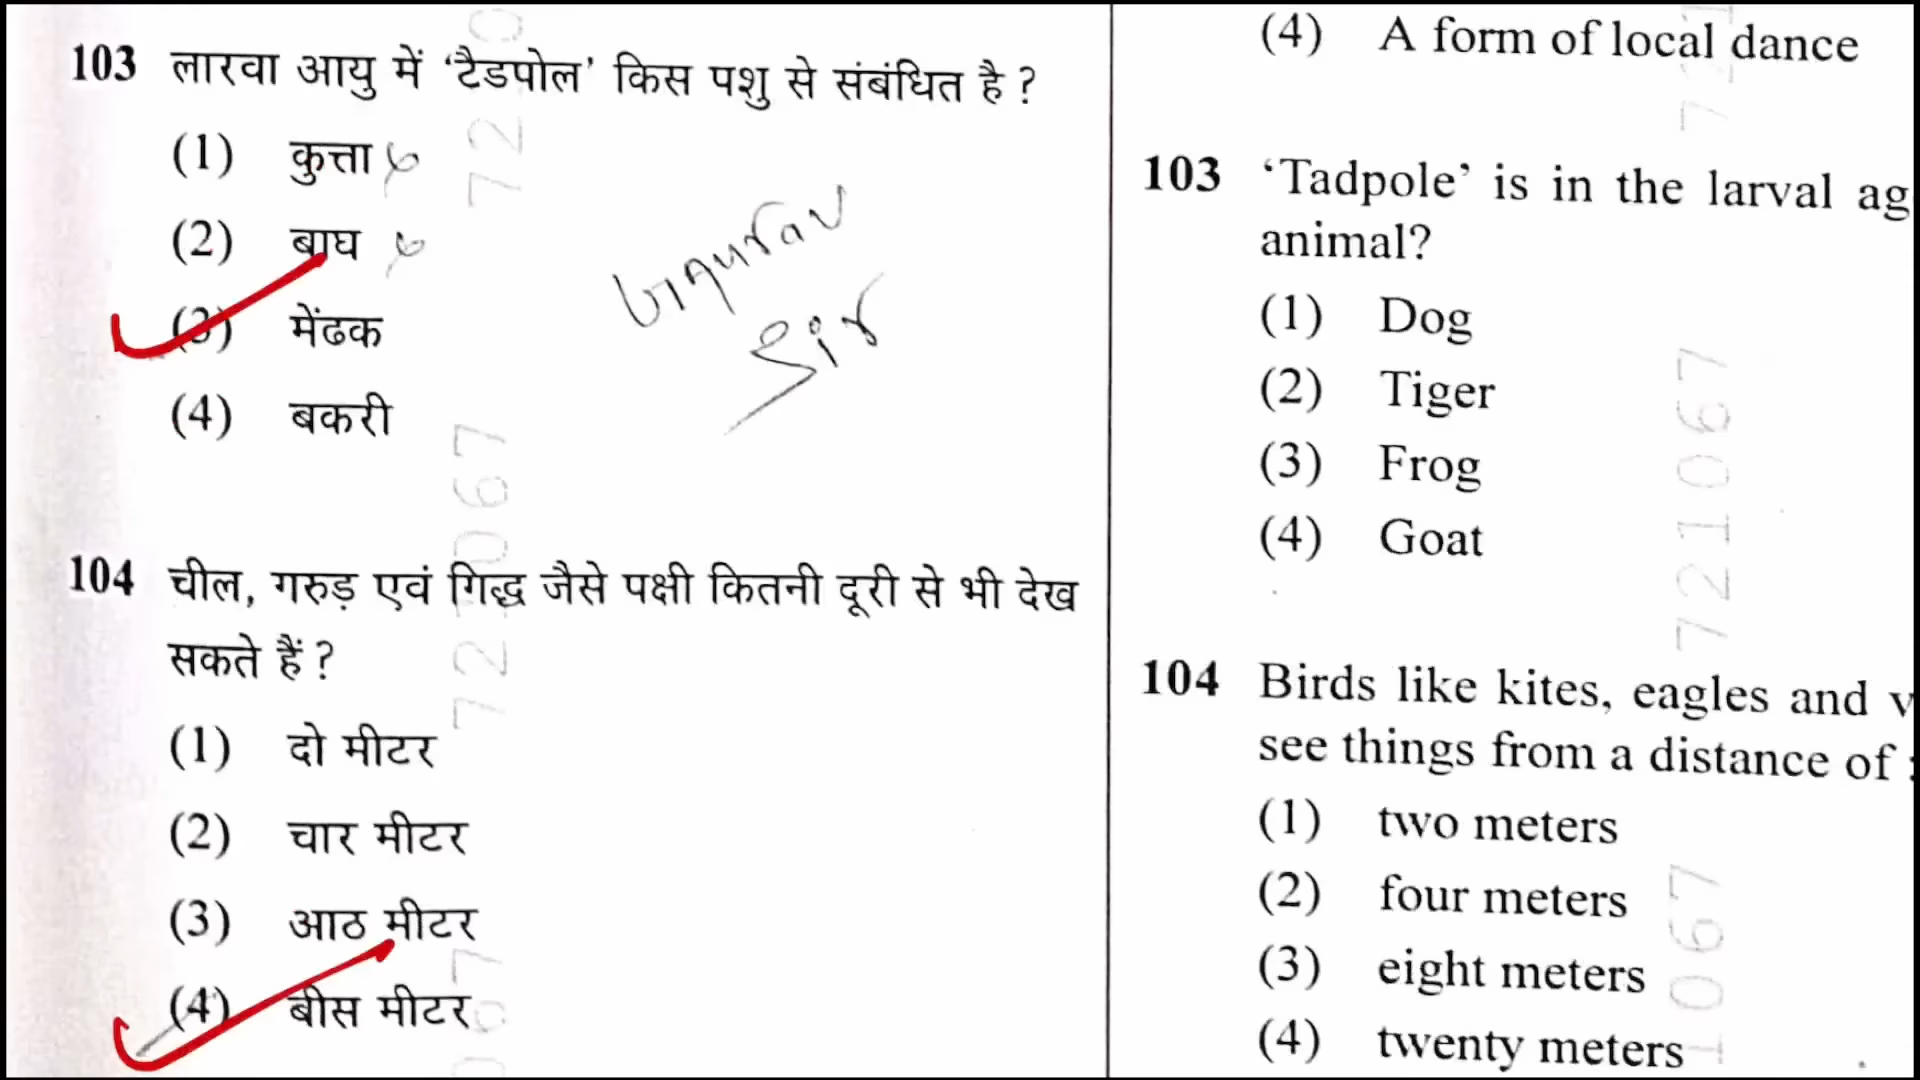 103 लारवा आयु में ‘टैडपोल’ किस पशु से संबंधित है ?
(1) कुत्ता
(2) बाघ
(3) मेंढक
(4) बकरी
Sir
104 चील, गरुड़ एवं गिद्ध जैसे पक्षी कितनी दूरी से भी देख
सकते हैं ?
(1) दो मीटर
(2) चार मीटर
(3) आठ मीटर
(4) बीस मीटर
(4) A form of local dance
103 ‘Tadpole’ is in the larval ag
animal?
(1) Dog
(2) Tiger
(3) Frog
(4) Goat
104 Birds like kites, eagles and v
see things from a distance of :
(1) two meters
(2) four meters
(3) eight meters
(4) twenty meters
721067